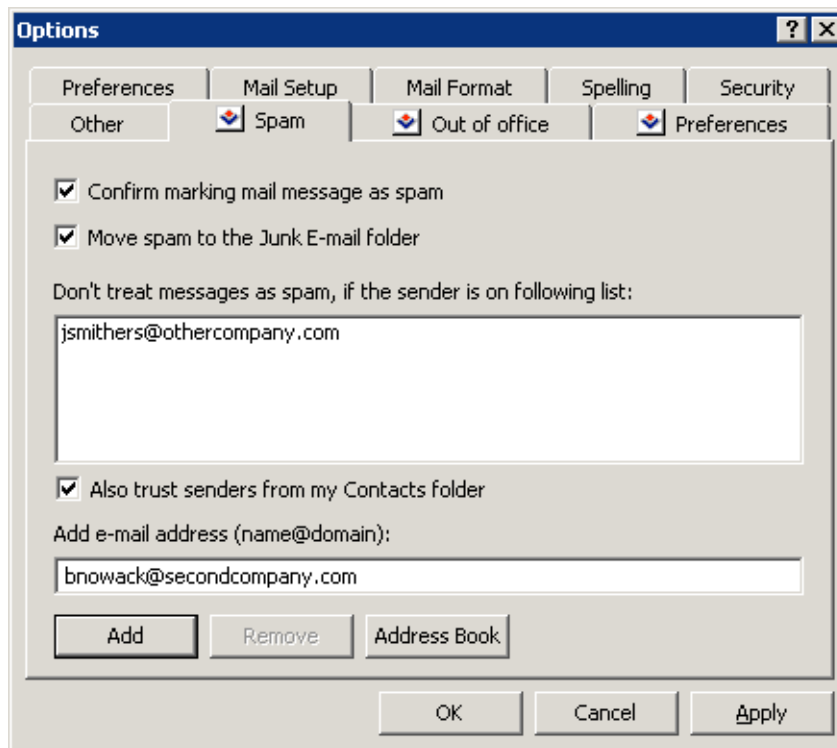 Options
Preferences Mail Setup Mail Format Spelling Security
Other Spam Out of office Preferences
Confirm marking mail message as spam
Move spam to the Junk E-mail folder
Don't treat messages as spam, if the sender is on following list:
jsmithers@othercompany.com
Also trust senders from my Contacts folder
Add e-mail address (name@domain):
bnowack@secondcompany.com
Add Remove Address Book
OK Cancel Apply